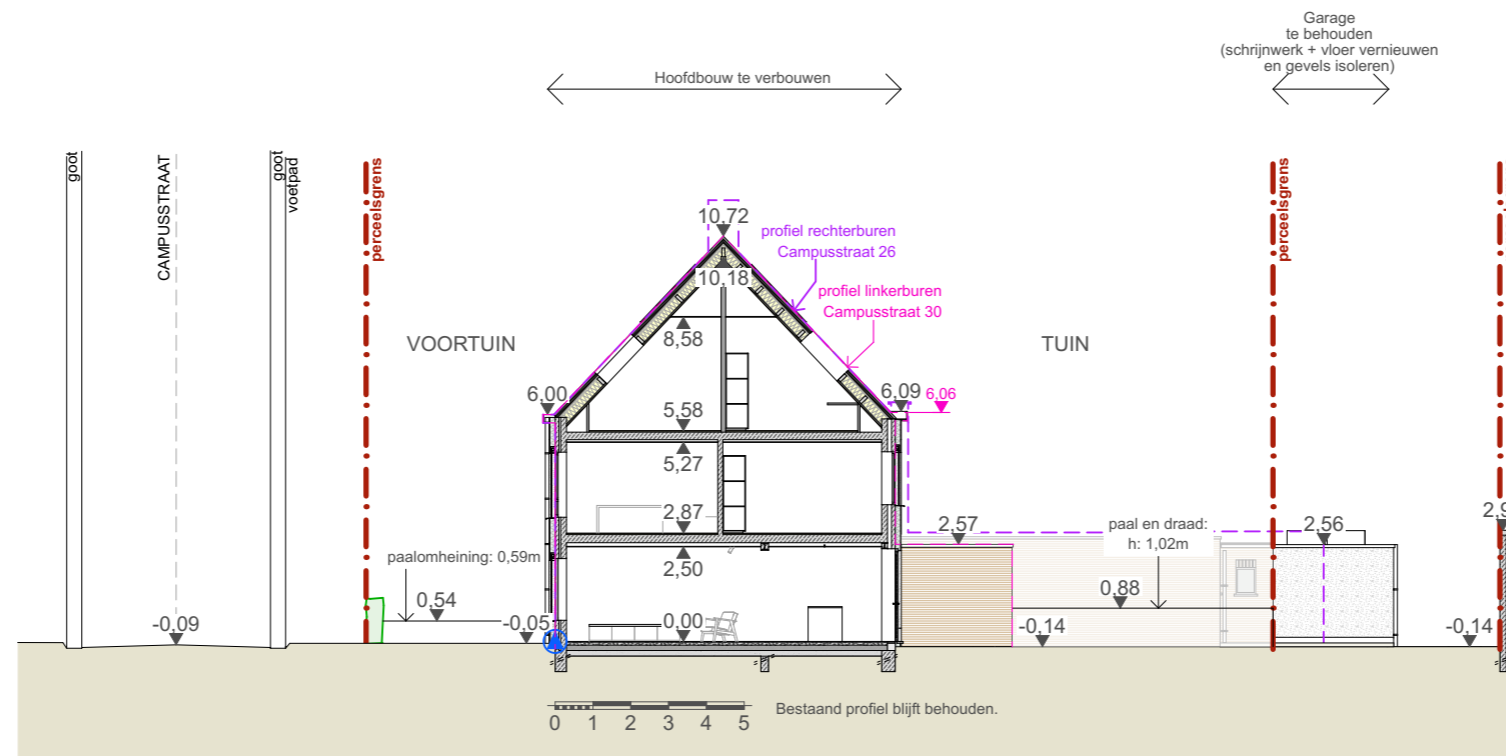 Garage
te behouden
(schrijnwerk + vloer vernieuwen
en gevels isoleren)
Hoofdbouw te verbouwen
goot
CAMPUSSTRAAT
goot
voetpad
perceelsgrens
perceelsgrens
10,72
profiel rechterburen
Campusstraat 26
10,18
profiel linkerburen
Campusstraat 30
8,58
VOORTUIN
TUIN
6,00
6,09
6,06
5,58
5,27
2,87
2,57
paal en draad:
h: 1,02m
2,56
paalomheining: 0,59m
2,50
0,88
0,54
0,00
-0,09
-0,05
-0,14
-0,14
0 1 2 3 4 5
Bestaand profiel blijft behouden.